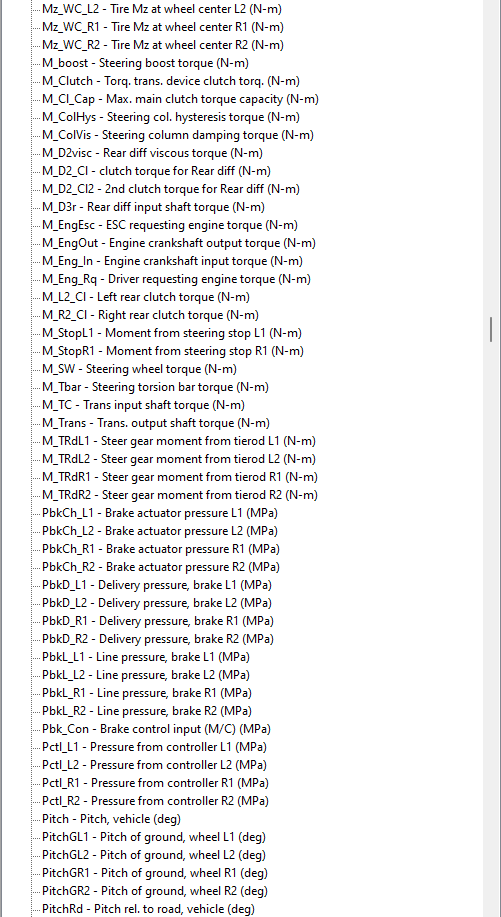 Mz_WC_L2 - Tire Mz at wheel center L2 (N-m)
Mz_WC_R1 - Tire Mz at wheel center R1 (N-m)
Mz_WC_R2 - Tire Mz at wheel center R2 (N-m)
M_boost - Steering boost torque (N-m)
M_Clutch - Torq. trans. device clutch torq. (N-m)
M_Cl_Cap - Max. main clutch torque capacity (N-m)
M_ColHys - Steering col. hysteresis torque (N-m)
M_ColVis - Steering column damping torque (N-m)
M_D2visc - Rear diff viscous torque (N-m)
M_D2_Cl - clutch torque for Rear diff (N-m)
M_D2_Cl2 - 2nd clutch torque for Rear diff (N-m)
M_D3r - Rear diff input shaft torque (N-m)
M_EngEsc - ESC requesting engine torque (N-m)
M_EngOut - Engine crankshaft output torque (N-m)
M_Eng_In - Engine crankshaft input torque (N-m)
M_Eng_Rq - Driver requesting engine torque (N-m)
M_L2_Cl - Left rear clutch torque (N-m)
M_R2_Cl - Right rear clutch torque (N-m)
M_StopL1 - Moment from steering stop L1 (N-m)
M_StopR1 - Moment from steering stop R1 (N-m)
M_SW - Steering wheel torque (N-m)
M_Tbar - Steering torsion bar torque (N-m)
M_TC - Trans input shaft torque (N-m)
M_Trans - Trans. output shaft torque (N-m)
M_TRdL1 - Steer gear moment from tierod L1 (N-m)
M_TRdL2 - Steer gear moment from tierod L2 (N-m)
M_TRdR1 - Steer gear moment from tierod R1 (N-m)
M_TRdR2 - Steer gear moment from tierod R2 (N-m)
PbkCh_L1 - Brake actuator pressure L1 (MPa)
PbkCh_L2 - Brake actuator pressure L2 (MPa)
PbkCh_R1 - Brake actuator pressure R1 (MPa)
PbkCh_R2 - Brake actuator pressure R2 (MPa)
PbkD_L1 - Delivery pressure, brake L1 (MPa)
PbkD_L2 - Delivery pressure, brake L2 (MPa)
PbkD_R1 - Delivery pressure, brake R1 (MPa)
PbkD_R2 - Delivery pressure, brake R2 (MPa)
PbkL_L1 - Line pressure, brake L1 (MPa)
PbkL_L2 - Line pressure, brake L2 (MPa)
PbkL_R1 - Line pressure, brake R1 (MPa)
PbkL_R2 - Line pressure, brake R2 (MPa)
Pbk_Con - Brake control input (M/C) (MPa)
Pctl_L1 - Pressure from controller L1 (MPa)
Pctl_L2 - Pressure from controller L2 (MPa)
Pctl_R1 - Pressure from controller R1 (MPa)
Pctl_R2 - Pressure from controller R2 (MPa)
Pitch - Pitch, vehicle (deg)
PitchGL1 - Pitch of ground, wheel L1 (deg)
PitchGL2 - Pitch of ground, wheel L2 (deg)
PitchGR1 - Pitch of ground, wheel R1 (deg)
PitchGR2 - Pitch of ground, wheel R2 (deg)
PitchRd - Pitch rel. to road, vehicle (deg)